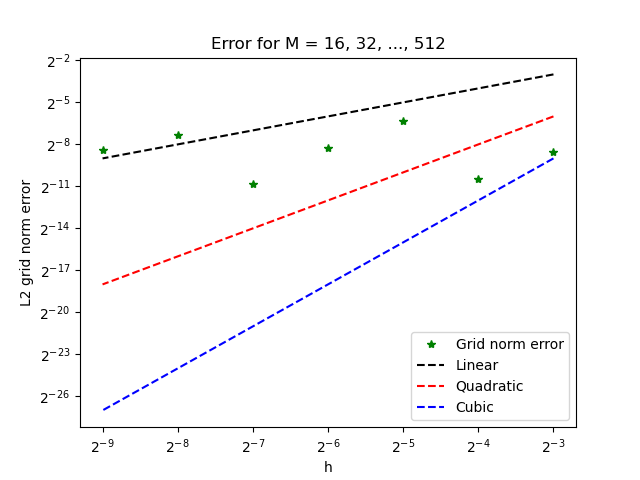 Error for M = 16, 32, ..., 512
L2 grid norm error
2⁻²
2⁻⁵
2⁻⁸
2⁻¹¹
2⁻¹⁴
2⁻¹⁷
2⁻²⁰
2⁻²³
2⁻²⁶
Grid norm error
Linear
Quadratic
Cubic
2⁻⁹ 2⁻⁸ 2⁻⁷ 2⁻⁶ 2⁻⁵ 2⁻⁴ 2⁻³
h